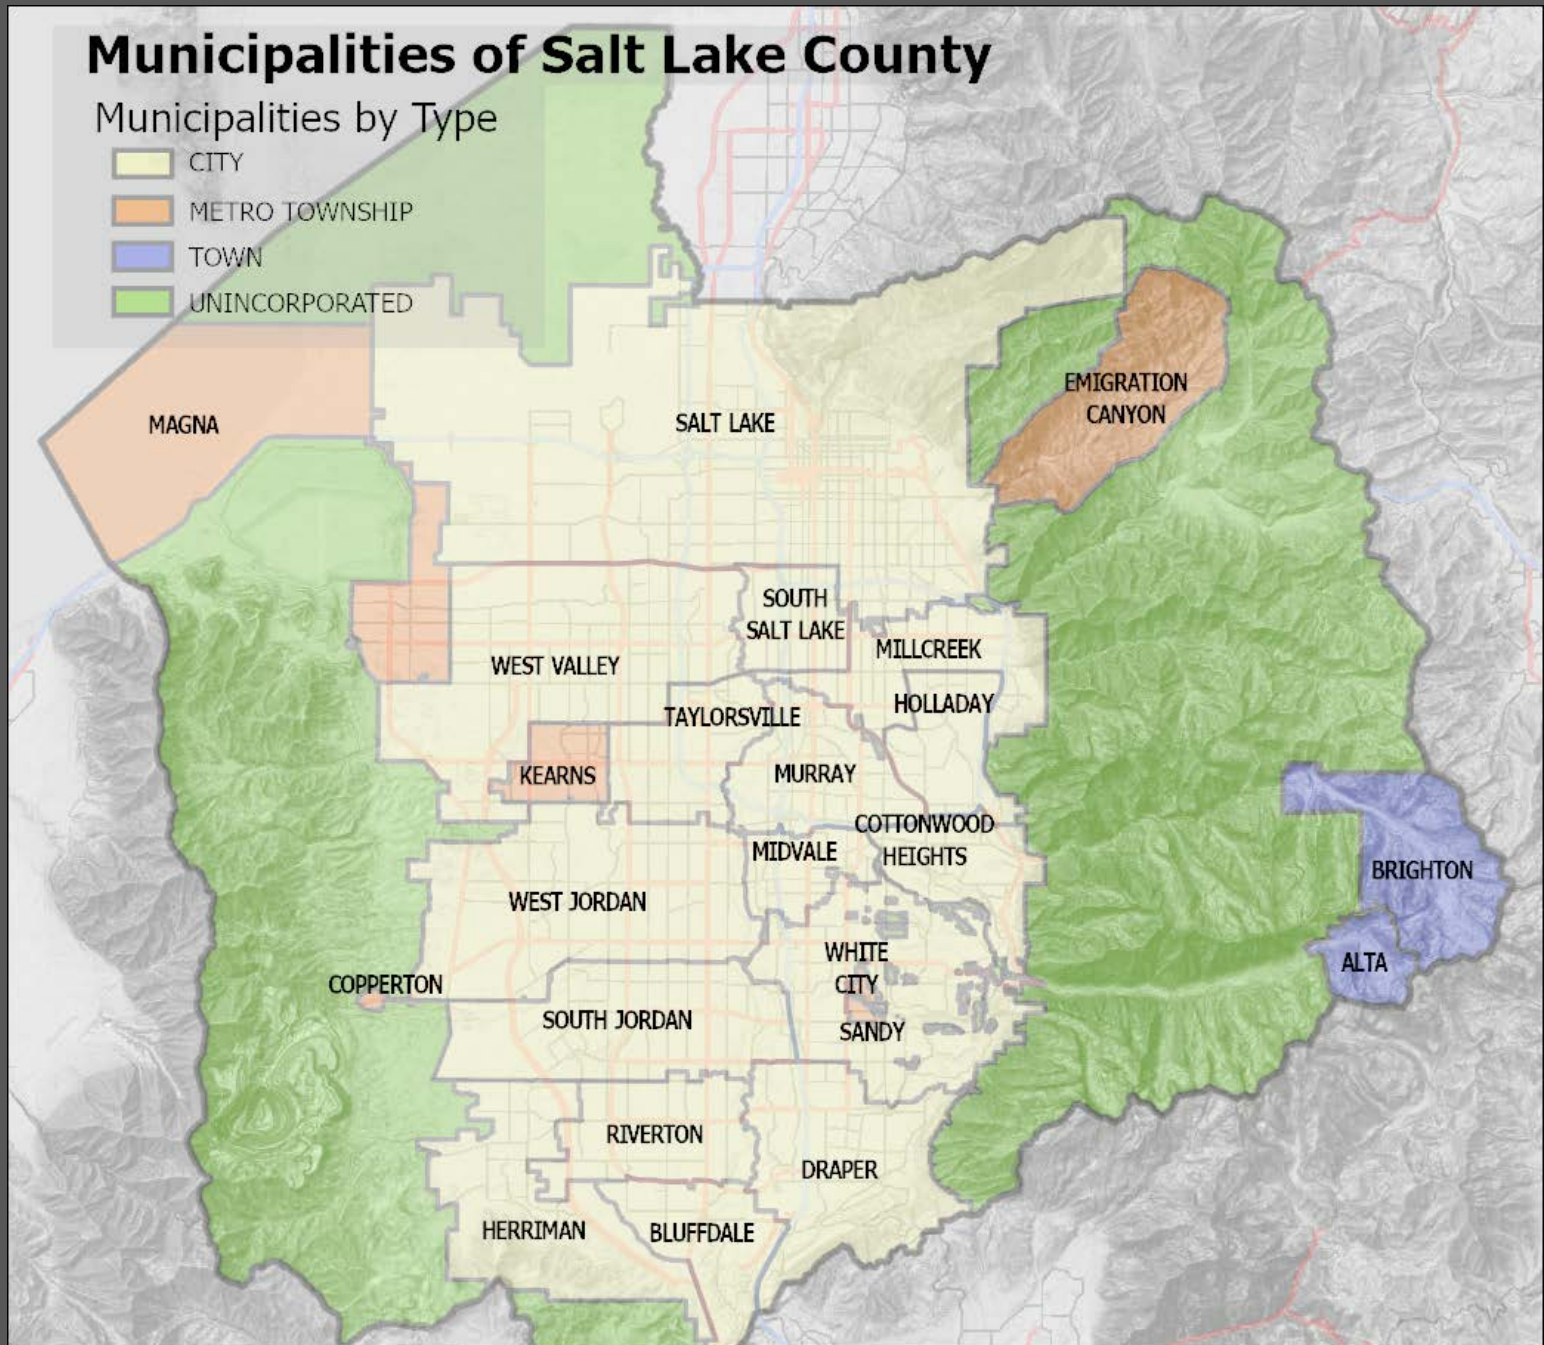 Municipalities of Salt Lake County
Municipalities by Type
CITY
METRO TOWNSHIP
TOWN
UNINCORPORATED
MAGNA
SALT LAKE
EMIGRATION
CANYON
SOUTH
SALT LAKE
MILLCREEK
WEST VALLEY
HOLLADAY
TAYLORSVILLE
KEARNS
MURRAY
COTTONWOOD
HEIGHTS
MIDVALE
BRIGHTON
WEST JORDAN
WHITE
CITY
ALTA
COPPERTON
SOUTH JORDAN
SANDY
RIVERTON
DRAPER
HERRIMAN
BLUFFDALE